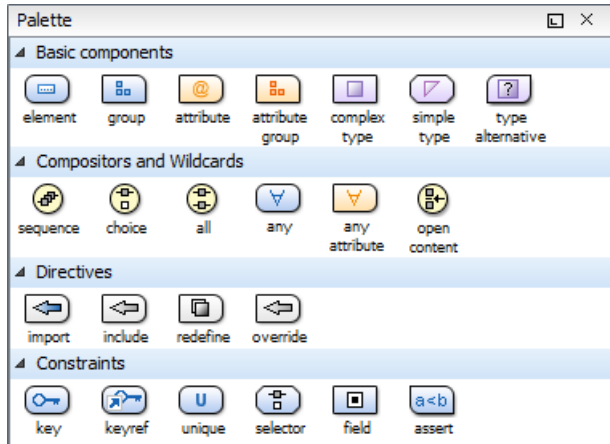 Palette
Basic components
element group attribute attribute group complex type simple type type alternative
Compositors and Wildcards
sequence choice all any any attribute open content
Directives
import include redefine override
Constraints
U a<b
key keyref unique selector field assert